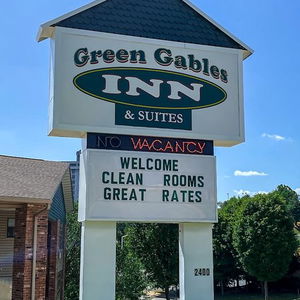 Green Gables
INN
& SUITES
NO VACANCY
WELCOME
CLEAN ROOMS
GREAT RATES
2400